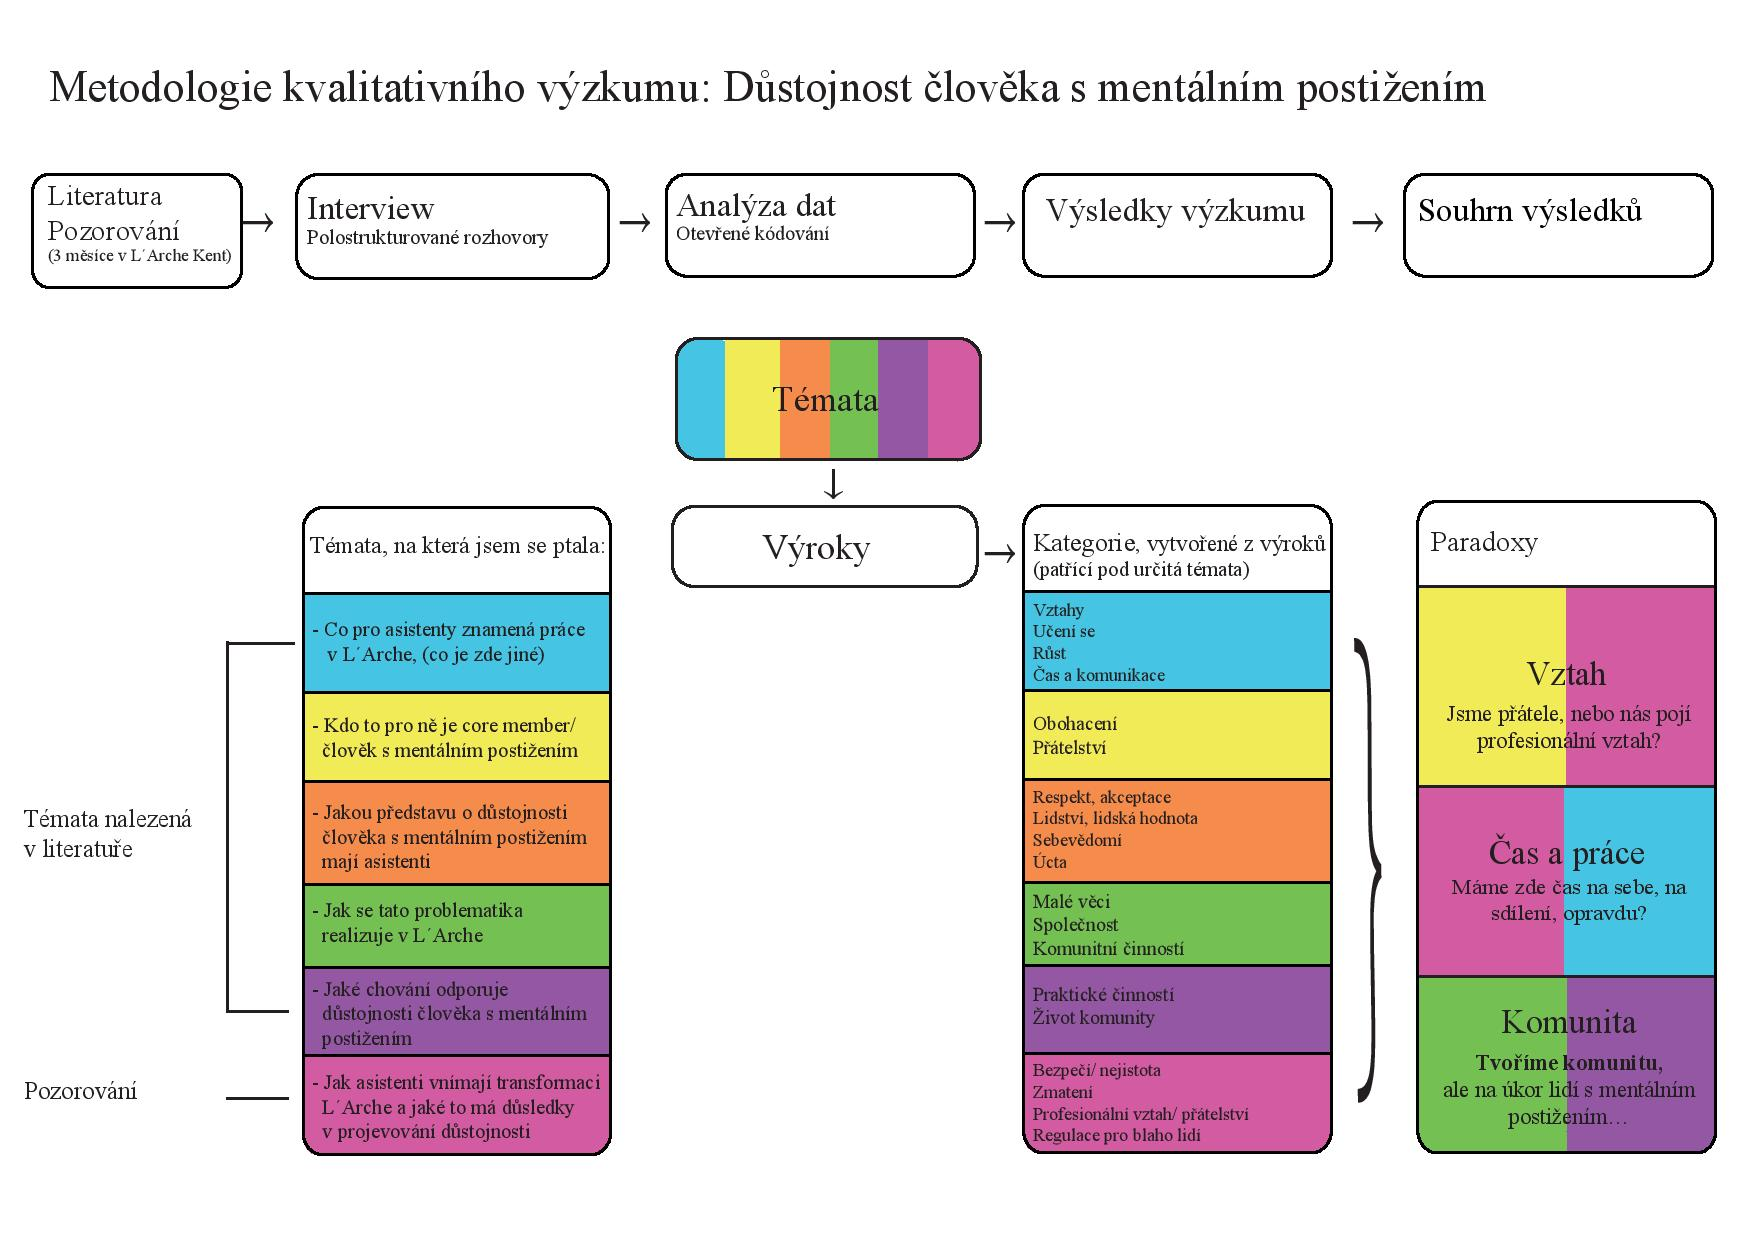 Metodologie kvalitativního výzkumu: Důstojnost člověka s mentálním postižením
Literatura
Pozorování
(3 měsíce v L´Arche Kent)
→
Interview
Polostrukturované rozhovory
→
Analýza dat
Otevřené kódování
→
Výsledky výzkumu
→
Souhrn výsledků
Témata
↓
Výroky
→
Témata nalezená
v literatuře
Pozorování
Témata, na která jsem se ptala:
- Co pro asistenty znamená práce
v L´Arche, (co je zde jiné)
- Kdo to pro ně je core member/
člověk s mentálním postižením
- Jakou představu o důstojnosti
člověka s mentálním postižením
mají asistenti
- Jak se tato problematika
realizuje v L´Arche
- Jaké chování odporuje
důstojnosti člověka s mentálním
postižením
- Jak asistenti vnímají transformaci
L´Arche a jaké to má důsledky
v projevování důstojnosti
Kategorie, vytvořené z výroků
(patřící pod určitá témata)
Vztahy
Učení se
Růst
Čas a komunikace
Obohacení
Přátelství
Respekt, akceptace
Lidství, lidská hodnota
Sebevědomí
Úcta
Malé věci
Společnost
Komunitní činností
Praktické činností
Život komunity
Bezpečí/ nejistota
Zmatení
Profesionální vztah/ přátelství
Regulace pro blaho lidí
Paradoxy
Vztah
Jsme přátele, nebo nás pojí
profesionální vztah?
Čas a práce
Máme zde čas na sebe, na
sdílení, opravdu?
Komunita
Tvoříme komunitu,
ale na úkor lidí s mentálním
postižením…